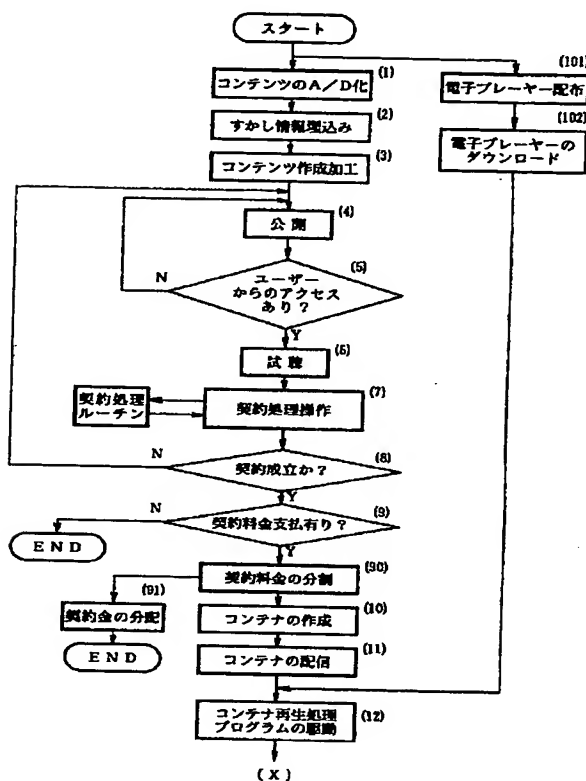 スタート
(101)
(1)
コンテンツのA/D化
電子プレーヤー配布
(2)
(102)
すかし情報埋込み
電子プレーヤーの
ダウンロード
(3)
コンテンツ作成加工
(4)
公開
(5)
N
ユーザー
からのアクセス
あり?
Y
(6)
試聴
(7)
契約処理
ルーチン
契約処理操作
N
(8)
契約成立か?
Y
N
(9)
契約料金支払有り?
END
Y
(90)
契約料金の分割
(91)
契約金の分配
(10)
コンテナの作成
END
(11)
コンテナの配信
(12)
コンテナ再生処理
プログラムの駆動
(X)